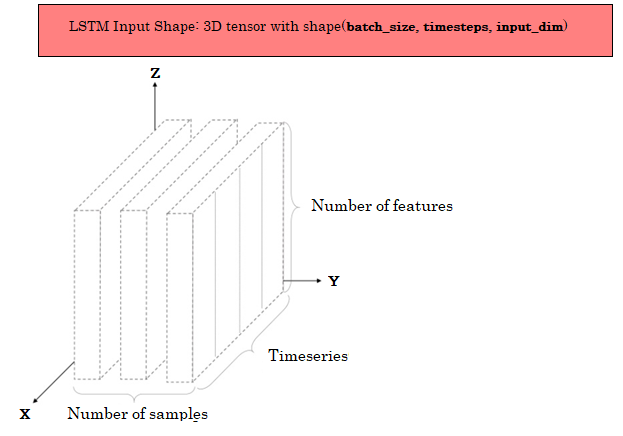 LSTM Input Shape: 3D tensor with shape(batch_size, timesteps, input_dim)
Z
Number of features
Y
Timeseries
X
Number of samples